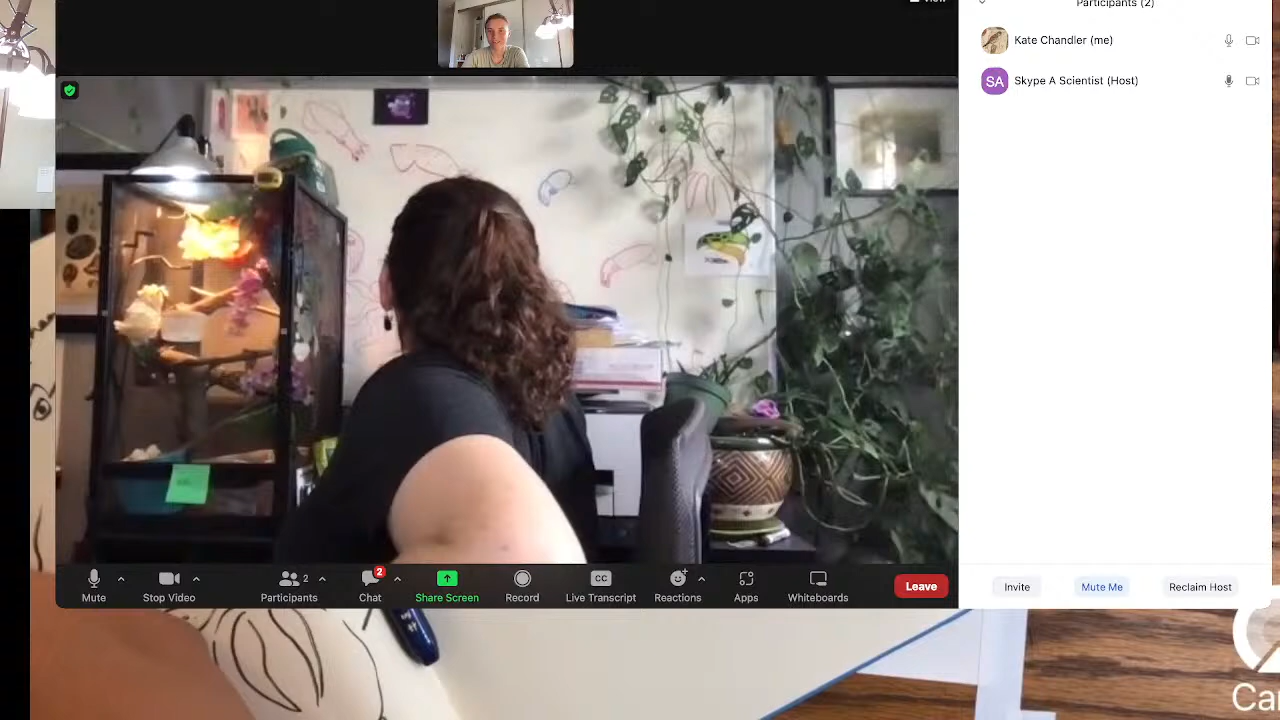 Participants (2)
Kate Chandler (me)
SA
Skype A Scientist (Host)
Mute
Stop Video
Participants
2
Chat
2
Share Screen
Record
CC
Live Transcript
Reactions
Apps
Whiteboards
Leave
Invite
Mute Me
Reclaim Host